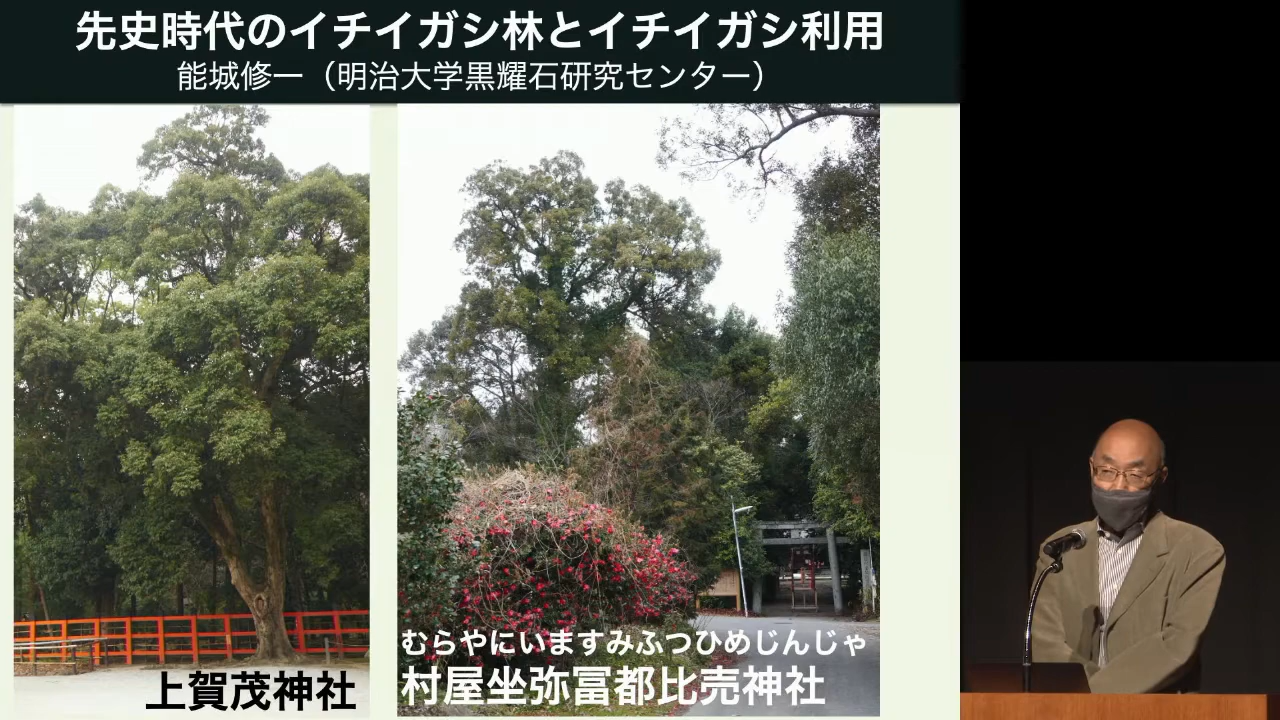 先史時代のイチイガシ林とイチイガシ利用
能城修一（明治大学黒耀石研究センター）
上賀茂神社
むらやにいますみふつひめじんじゃ
村屋坐弥冨都比売神社